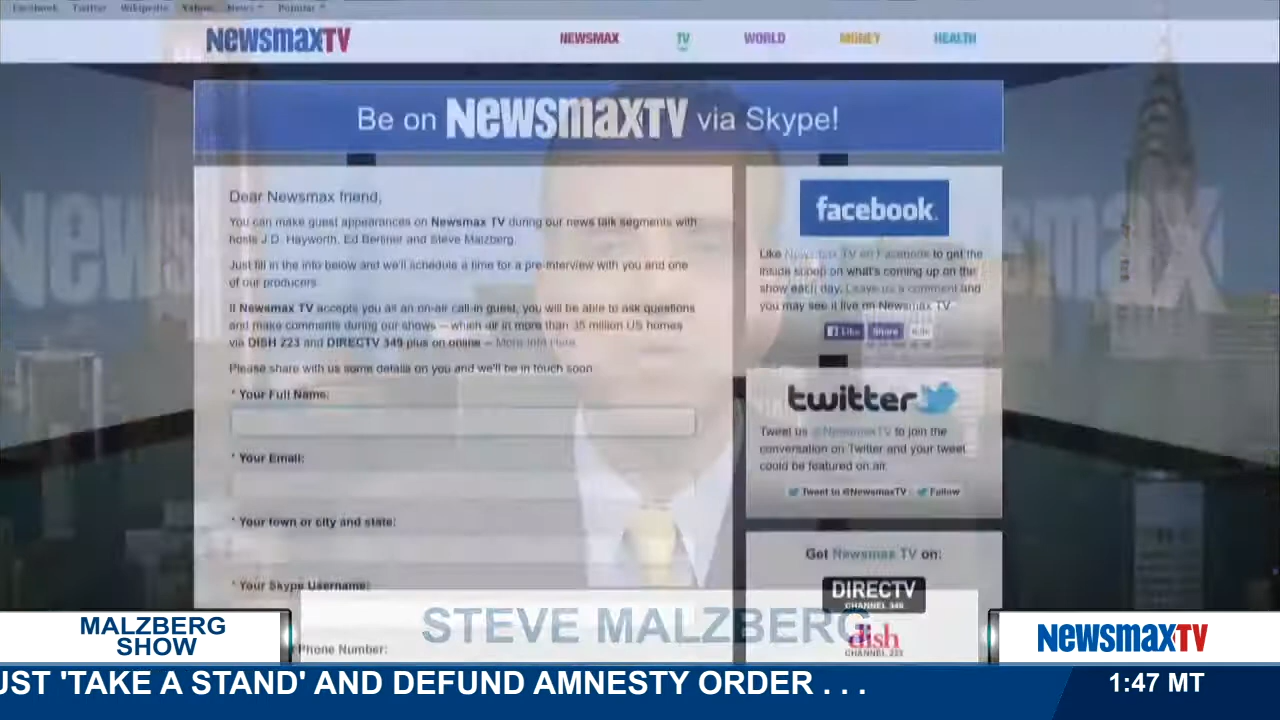 Facebook Twitter Wikipedia Yahoo News Popular
NEWSMAXTV
NEWSMAX TV WORLD MONEY HEALTH
Be on NEWSMAXTV via Skype!
Dear Newsmax friend,
You can make guest appearances on Newsmax TV during our news talk segments with
hosts J.D. Hayworth, Ed Berliner and Steve Malzberg.
Just fill in the info below and we'll schedule a time for a pre-interview with you and one
of our producers.
If Newsmax TV accepts you as an on-air call-in guest, you will be able to ask questions
and make comments during our shows – which air in more than 35 million US homes
via DISH 223 and DIRECTV 349 plus on online – More Info Here.
Please share with us some details on you and we'll be in touch soon.
* Your Full Name:
* Your Email:
* Your town or city and state:
* Your Skype Username:
Phone Number:
facebook.
Like Newsmax TV on Facebook to get the
inside scoop on what's coming up on the
show each day. Leave us a comment and
you may see it live on Newsmax TV
Like Share
twitter
Tweet us @NewsmaxTV to join the
conversation on Twitter and your tweet
could be featured on air.
Tweet to @NewsmaxTV Follow
Get Newsmax TV on:
DIRECTV
CHANNEL 349
dish
CHANNEL 223
STEVE MALZBERG
MALZBERG
SHOW
NEWSMAXTV
UST 'TAKE A STAND' AND DEFUND AMNESTY ORDER . . .
1:47 MT